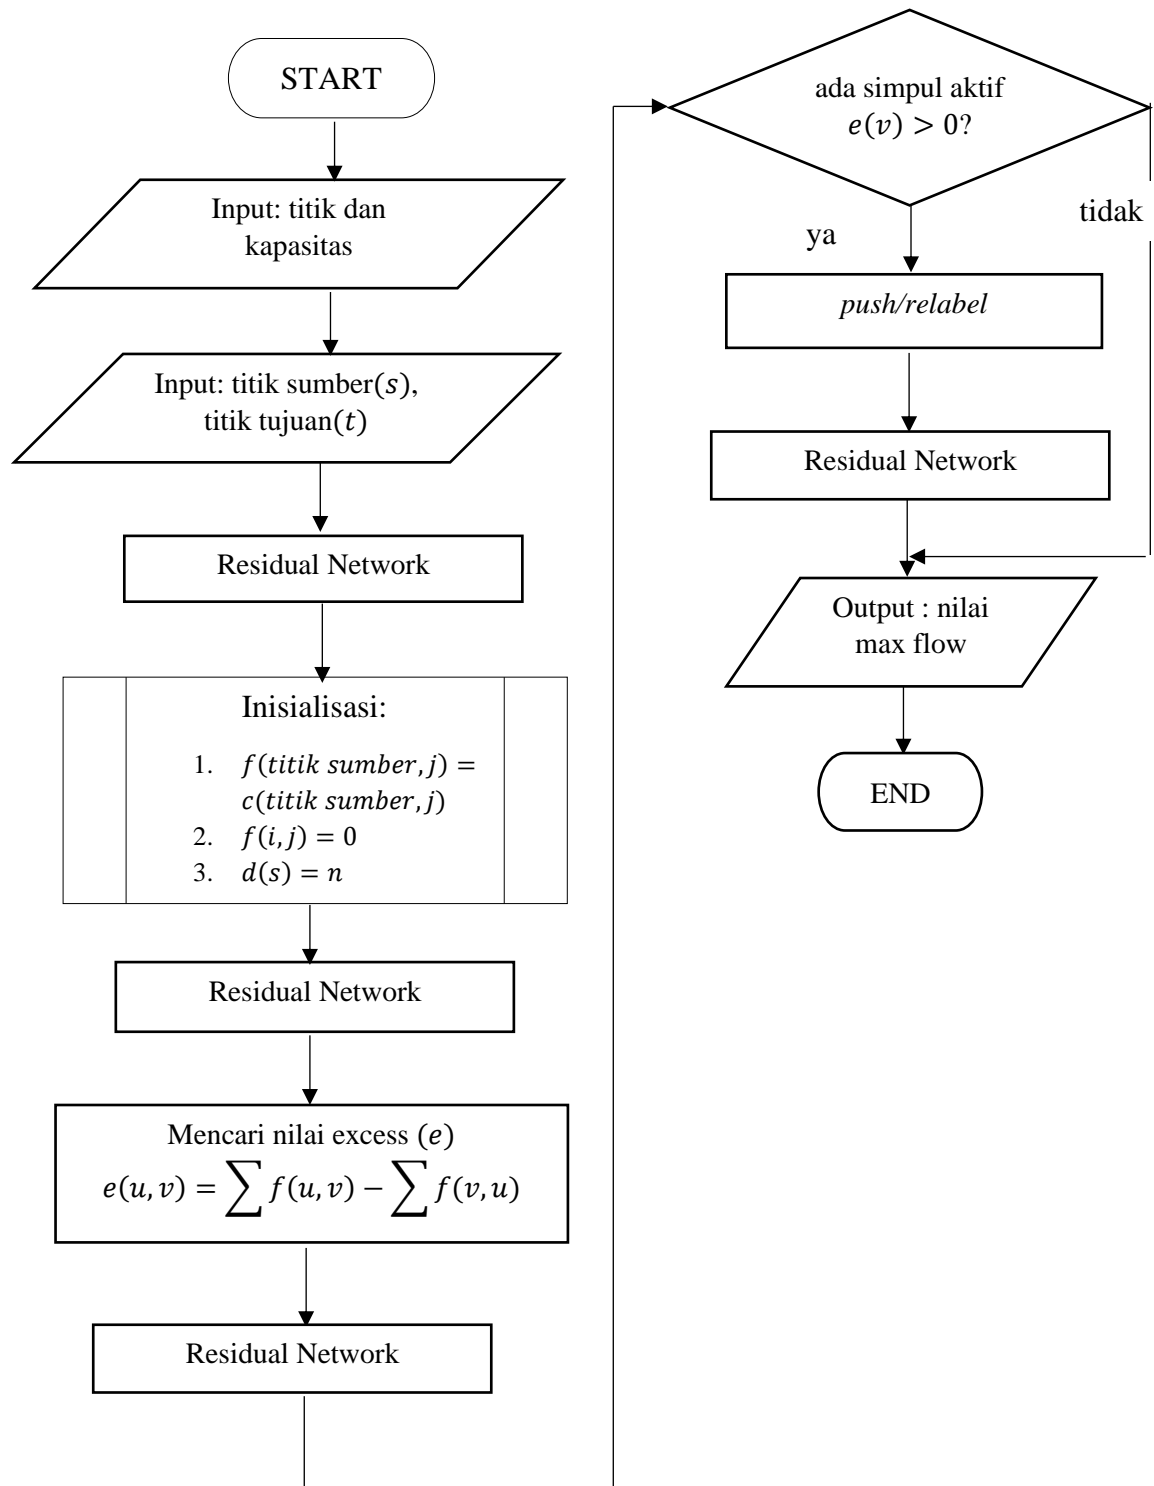 START
Input: titik dan
kapasitas
Input: titik sumber(s),
titik tujuan(t)
Residual Network
Inisialisasi:
1. f(titik sumber, j) =
c(titik sumber, j)
2. f(i, j) = 0
3. d(s) = n
Residual Network
Mencari nilai excess (e)
e(u, v) = ∑ f(u, v) − ∑ f(v, u)
Residual Network
ada simpul aktif
e(v) > 0?
tidak
ya
push/relabel
Residual Network
Output : nilai
max flow
END